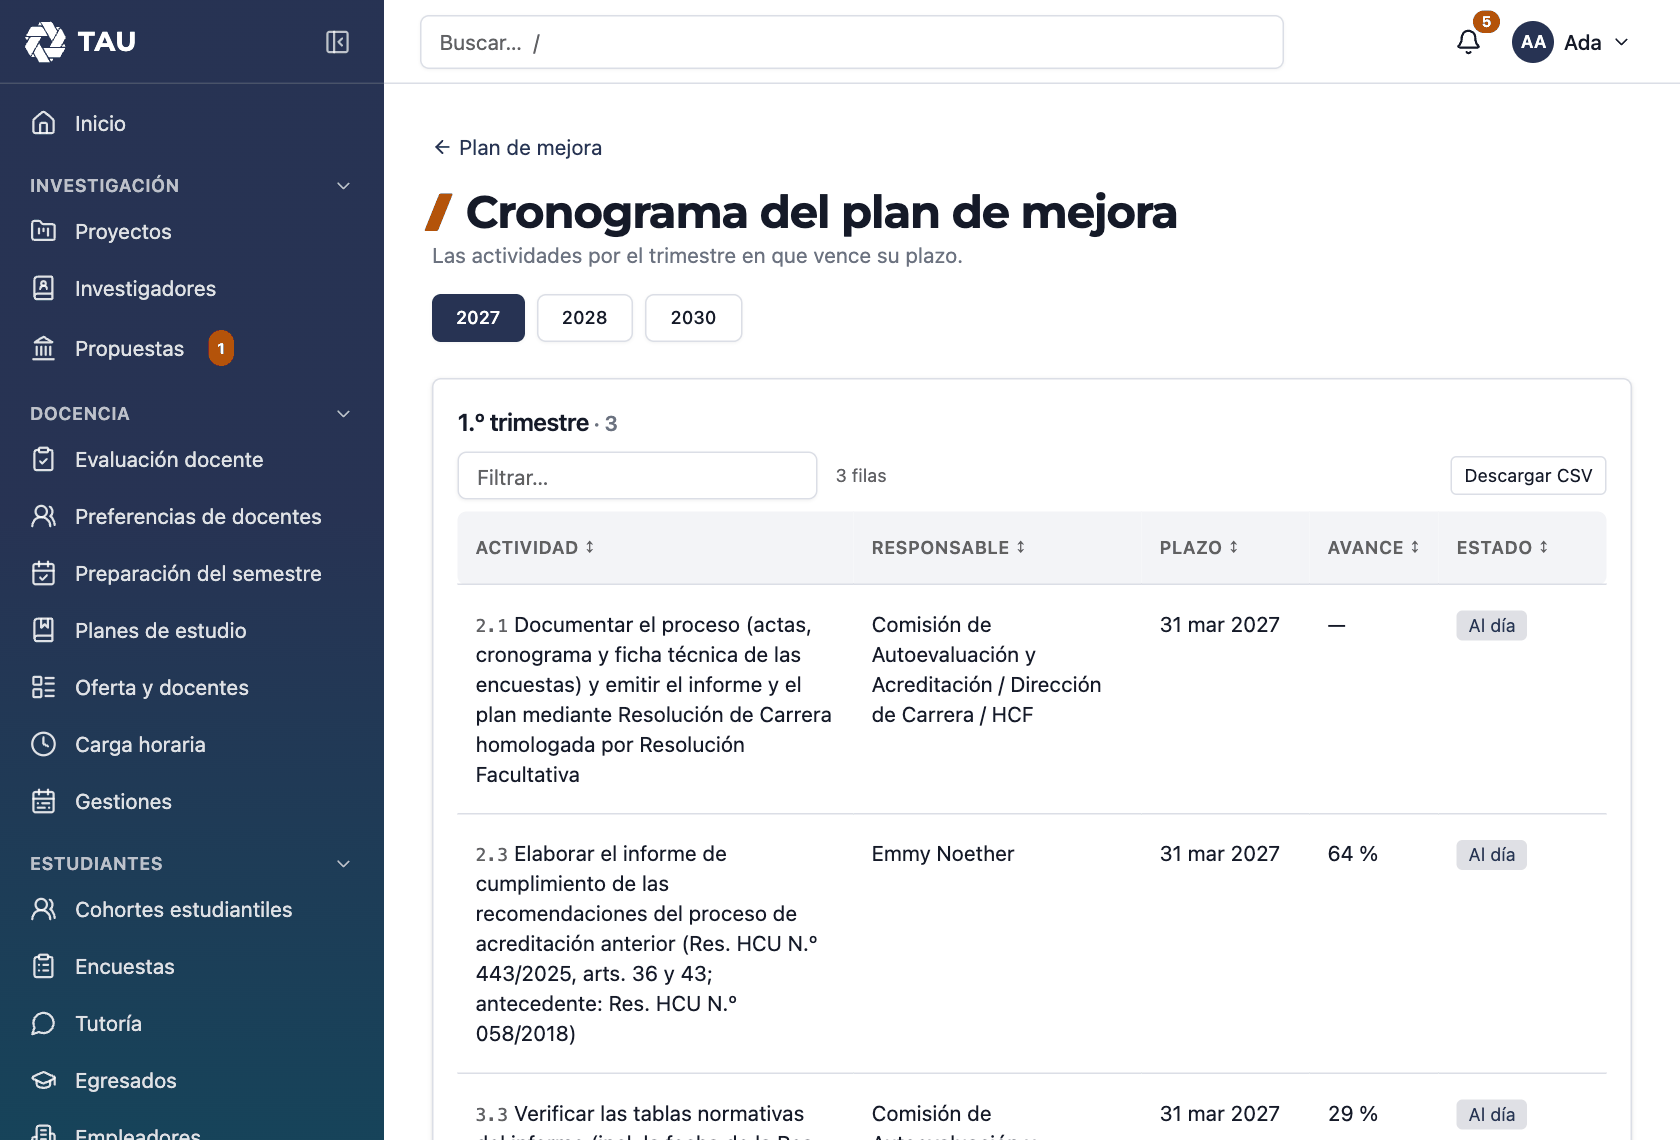 TAU
Buscar... /
5
AA
Ada
Inicio
INVESTIGACIÓN
Proyectos
Investigadores
Propuestas
1
DOCENCIA
Evaluación docente
Preferencias de docentes
Preparación del semestre
Planes de estudio
Oferta y docentes
Carga horaria
Gestiones
ESTUDIANTES
Cohortes estudiantiles
Encuestas
Tutoría
Egresados
Empleadores
← Plan de mejora
Cronograma del plan de mejora
Las actividades por el trimestre en que vence su plazo.
2027
2028
2030
1.º trimestre · 3
Filtrar...
3 filas
Descargar CSV
ACTIVIDAD ↕
RESPONSABLE ↕
PLAZO ↕
AVANCE ↕
ESTADO ↕
2.1 Documentar el proceso (actas,
cronograma y ficha técnica de las
encuestas) y emitir el informe y el
plan mediante Resolución de Carrera
homologada por Resolución
Facultativa
Comisión de
Autoevaluación y
Acreditación / Dirección
de Carrera / HCF
31 mar 2027
—
Al día
2.3 Elaborar el informe de
cumplimiento de las
recomendaciones del proceso de
acreditación anterior (Res. HCU N.º
443/2025, arts. 36 y 43;
antecedente: Res. HCU N.º
058/2018)
Emmy Noether
31 mar 2027
64 %
Al día
3.3 Verificar las tablas normativas
Comisión de
31 mar 2027
29 %
Al día